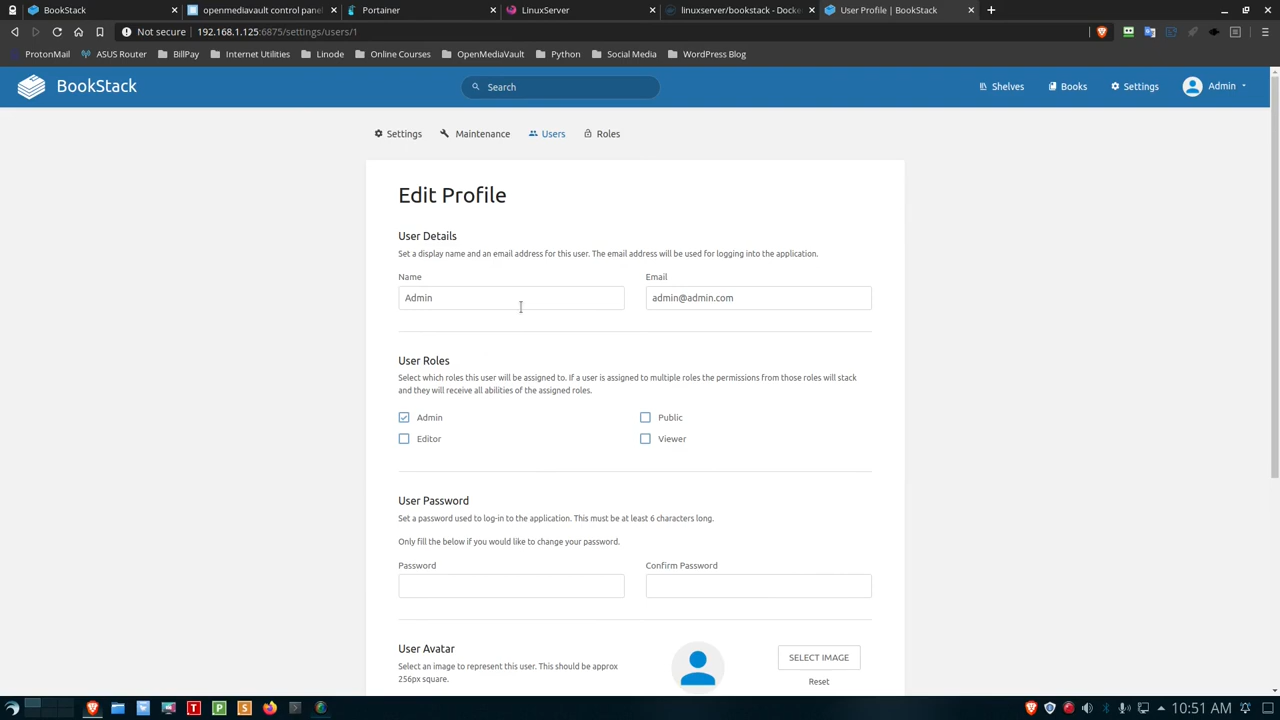 BookStack
openmediavault control panel
Portainer
LinuxServer
linuxserver/bookstack - Docke
User Profile | BookStack
Not secure
192.168.1.125:6875/settings/users/1
ProtonMail
ASUS Router
BillPay
Internet Utilities
Linode
Online Courses
OpenMediaVault
Python
Social Media
WordPress Blog
BookStack
Search
Shelves
Books
Settings
Admin
Settings
Maintenance
Users
Roles
Edit Profile
User Details
Set a display name and an email address for this user. The email address will be used for logging into the application.
Name
Email
Admin
admin@admin.com
User Roles
Select which roles this user will be assigned to. If a user is assigned to multiple roles the permissions from those roles will stack
and they will receive all abilities of the assigned roles.
Admin
Public
Editor
Viewer
User Password
Set a password used to log-in to the application. This must be at least 6 characters long.
Only fill the below if you would like to change your password.
Password
Confirm Password
User Avatar
Select an image to represent this user. This should be approx
256px square.
SELECT IMAGE
Reset
T
P
S
10:51 AM